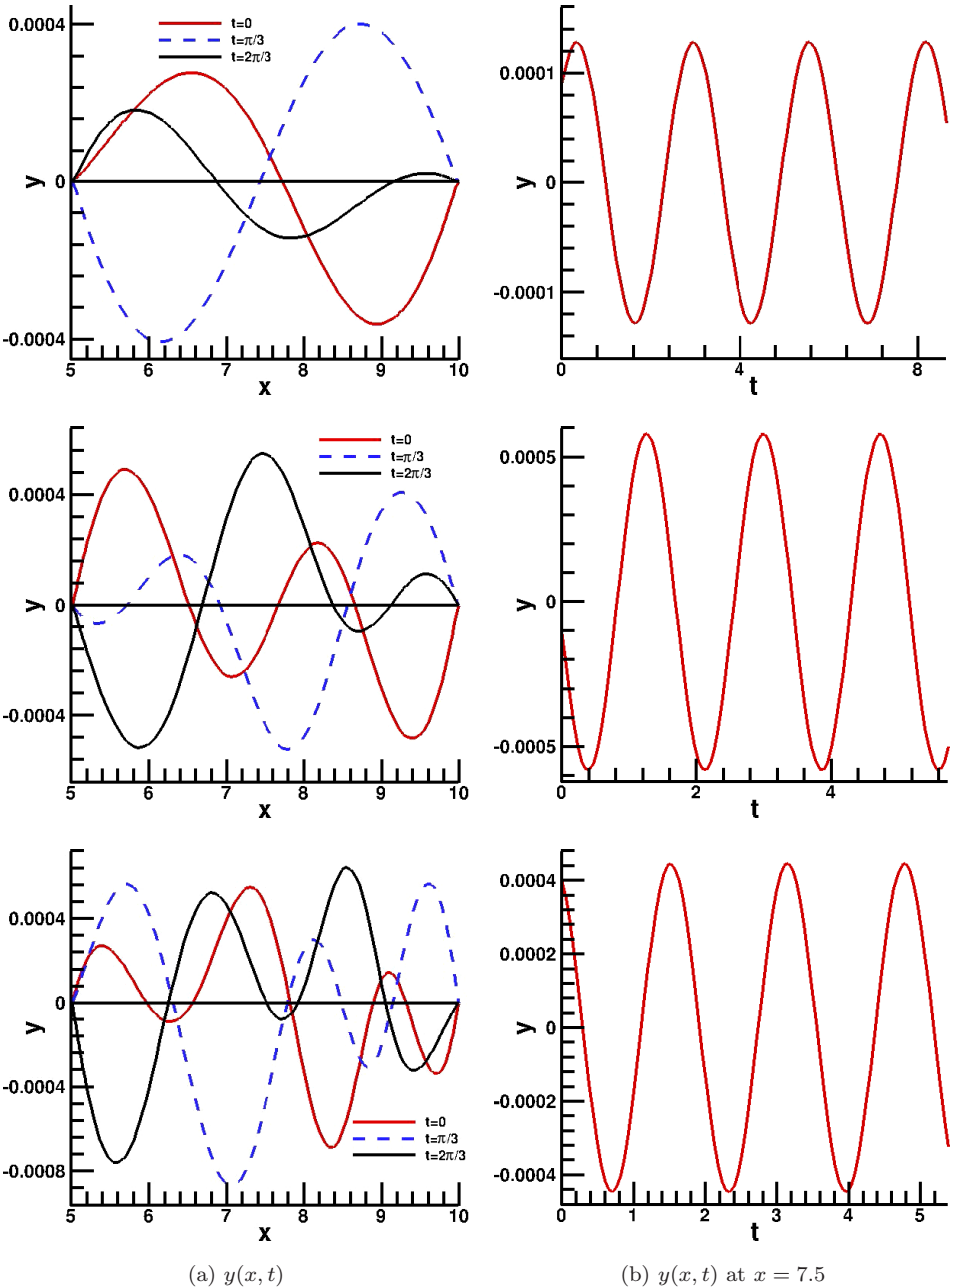 0.0004
0
-0.0004
y
t=0
t=π/3
t=2π/3
5 6 7 8 9 10
x
0.0001
0
-0.0001
y
0 4 8
t
0.0004
0
-0.0004
y
t=0
t=π/3
t=2π/3
5 6 7 8 9 10
x
0.0005
0
-0.0005
y
0 2 4
t
0.0004
0
-0.0004
-0.0008
y
t=0
t=π/3
t=2π/3
5 6 7 8 9 10
x
0.0004
0.0002
0
-0.0002
-0.0004
y
0 1 2 3 4 5
t
(a) y(x, t)
(b) y(x, t) at x = 7.5